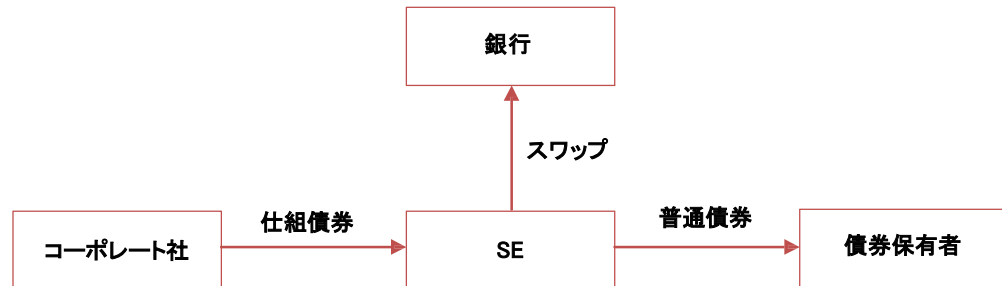 銀行
スワップ
仕組債券
普通債券
コーポレート社
SE
債券保有者